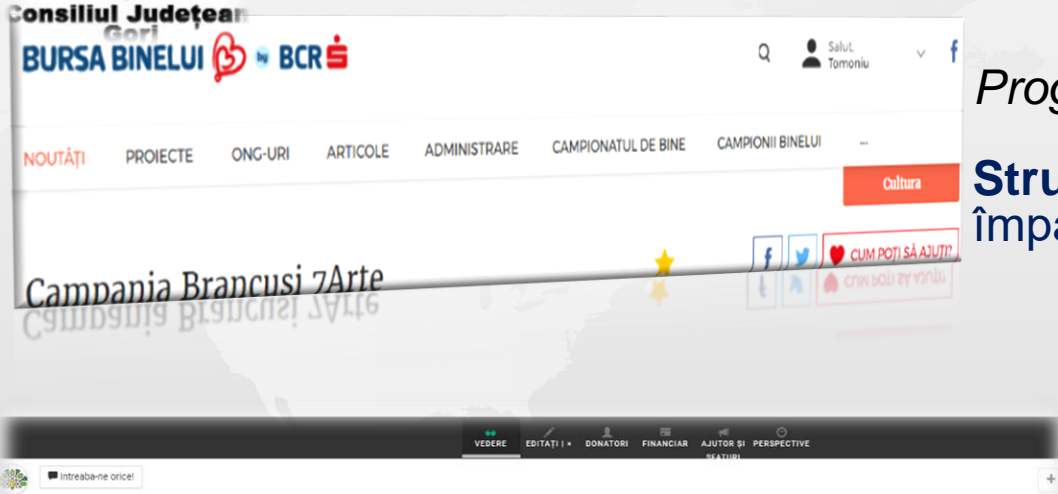 Consiliul Județean
Gorj
BURSA BINELUI by BCR
Salut,
Tomoniu
NOUTĂȚI PROIECTE ONG-URI ARTICOLE ADMINISTRARE CAMPIONATUL DE BINE CAMPIONII BINELUI ...
Cultura
CUM POȚI SĂ AJUȚI?
Campania Brancusi 7Arte
Prog
Stru
împa
VEDERE EDITAȚI | × DONATORI FINANCIAR AJUTOR ȘI SFATURI PERSPECTIVE
Intreaba-ne orice!